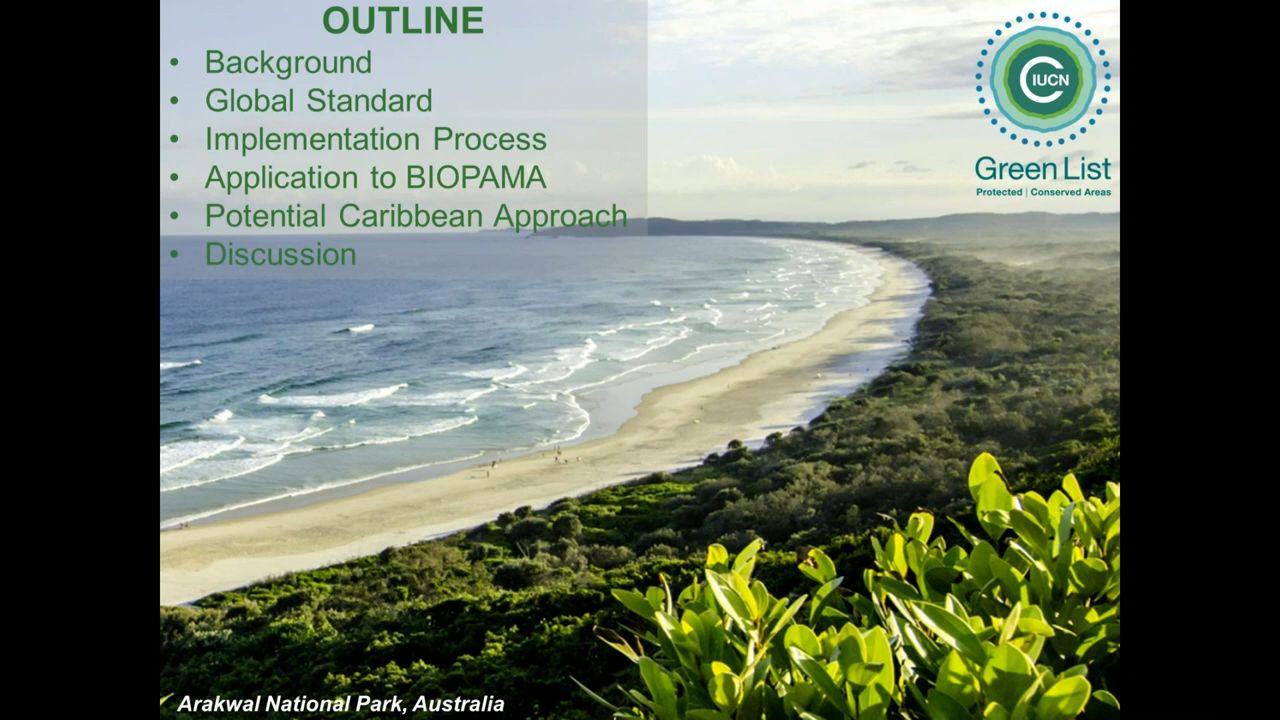 OUTLINE
• Background
• Global Standard
• Implementation Process
• Application to BIOPAMA
• Potential Caribbean Approach
• Discussion
IUCN
Green List
Protected | Conserved Areas
Arakwal National Park, Australia